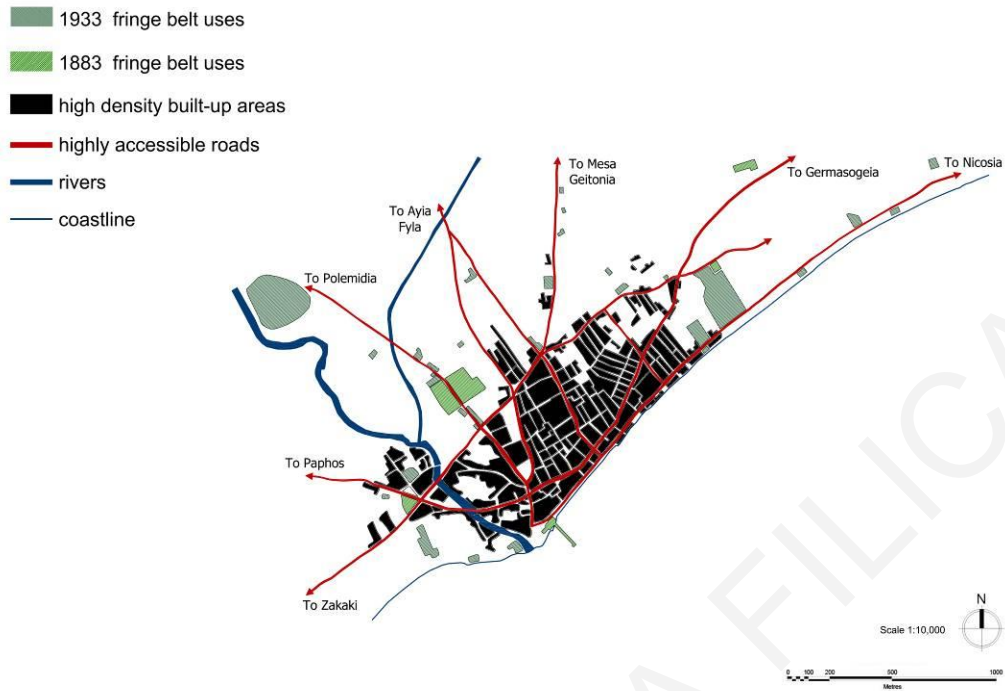 1933 fringe belt uses
1883 fringe belt uses
high density built-up areas
highly accessible roads
rivers
coastline
To Mesa
Geitonia
To Germasogeia
To Nicosia
To Ayia
Fyla
To Polemidia
To Paphos
To Zakaki
N
Scale 1:10,000
0 100 200 500 1000
Metres
A FILICA